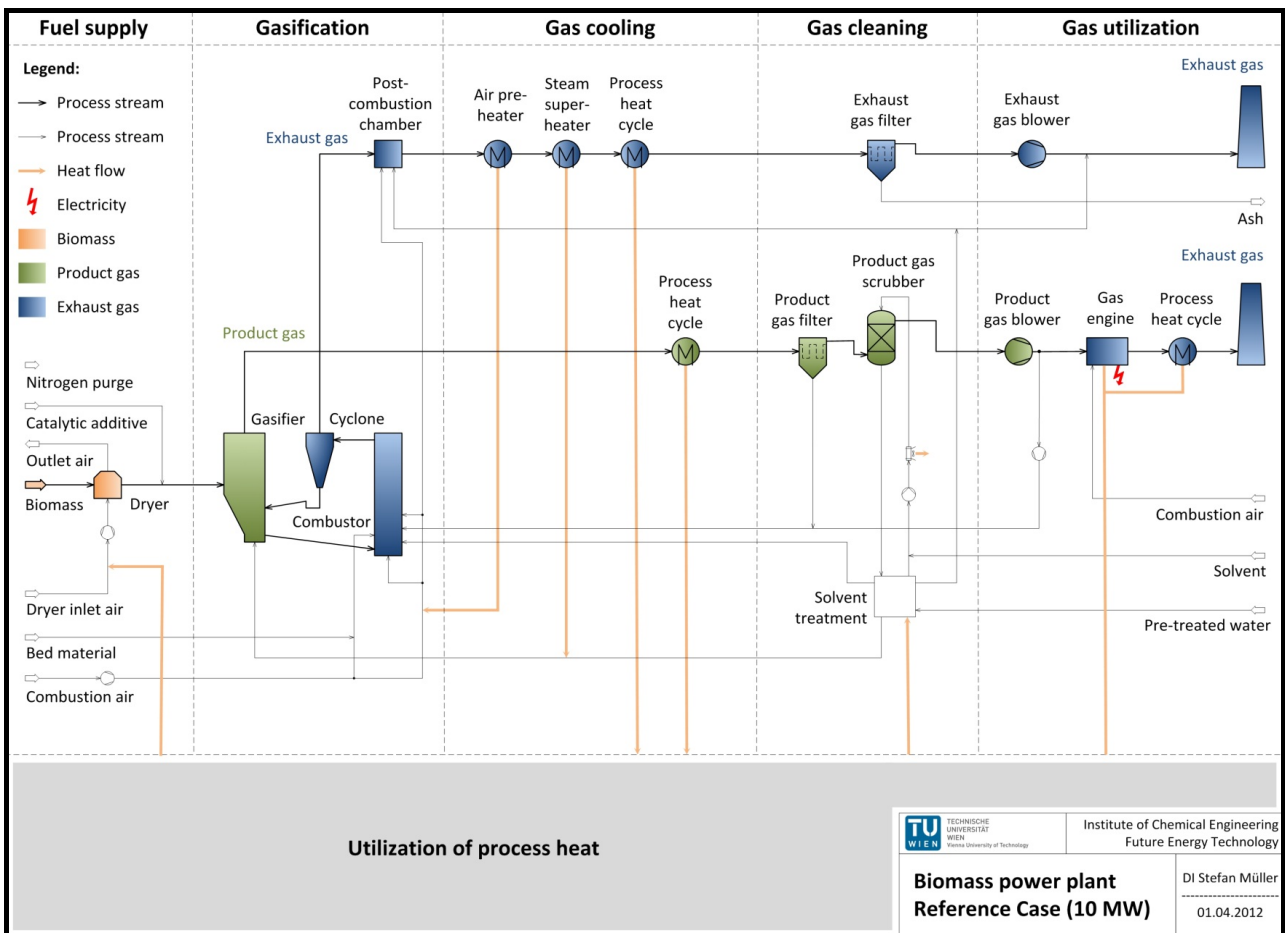 Fuel supply
Gasification
Gas cooling
Gas cleaning
Gas utilization
Legend:
Process stream
Process stream
Heat flow
Electricity
Biomass
Product gas
Exhaust gas
Exhaust gas
Post-
combustion
chamber
Air pre-
heater
Steam
super-
heater
Process
heat
cycle
Exhaust
gas filter
Exhaust
gas blower
Exhaust gas
Ash
Product gas
Process
heat
cycle
Product
gas filter
Product gas
scrubber
Product
gas blower
Gas
engine
Process
heat cycle
Exhaust gas
Nitrogen purge
Catalytic additive
Outlet air
Biomass
Dryer
Gasifier
Cyclone
Combustor
Combustion air
Solvent
Solvent
treatment
Pre-treated water
Dryer inlet air
Bed material
Combustion air
Utilization of process heat
TU
WIEN
TECHNISCHE
UNIVERSITÄT
WIEN
Vienna University of Technology
Institute of Chemical Engineering
Future Energy Technology
Biomass power plant
Reference Case (10 MW)
DI Stefan Müller
01.04.2012